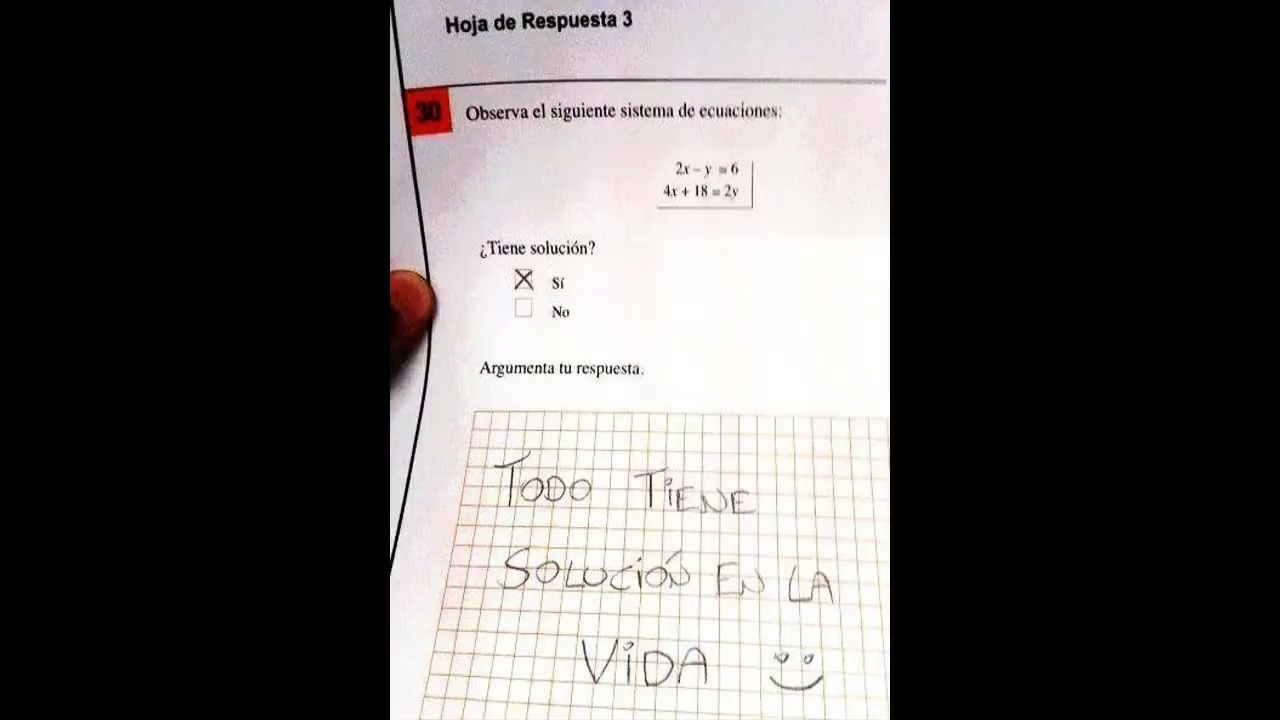 Hoja de Respuesta 3
30 Observa el siguiente sistema de ecuaciones:
2x - y = 6
4x + 18 = 2y
¿Tiene solución?
Sí
No
Argumenta tu respuesta.
TODO TIENE
SOLUCIÓN EN LA
VIDA